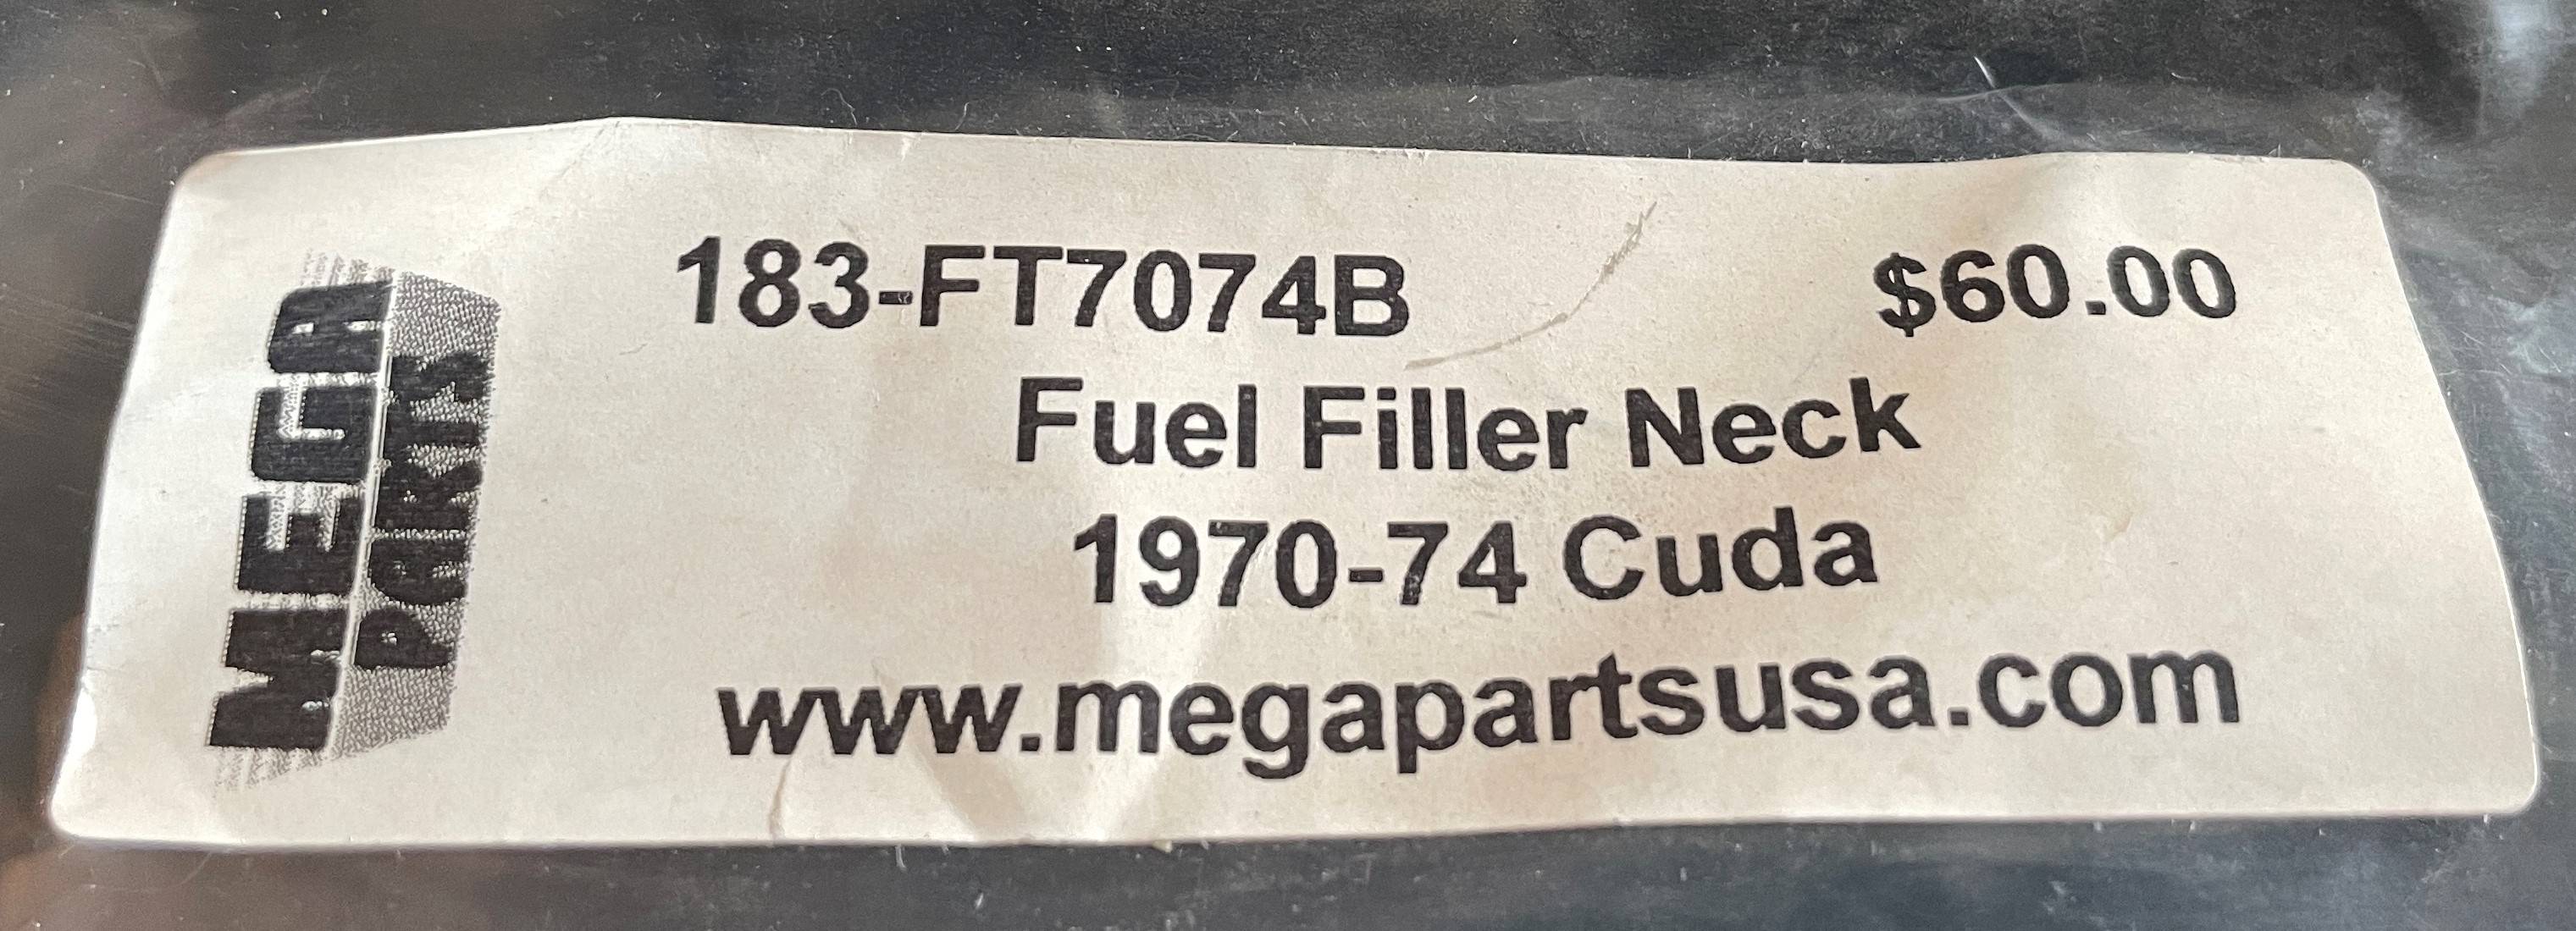 MEGA
PARTS
183-FT7074B $60.00
Fuel Filler Neck
1970-74 Cuda
www.megapartsusa.com